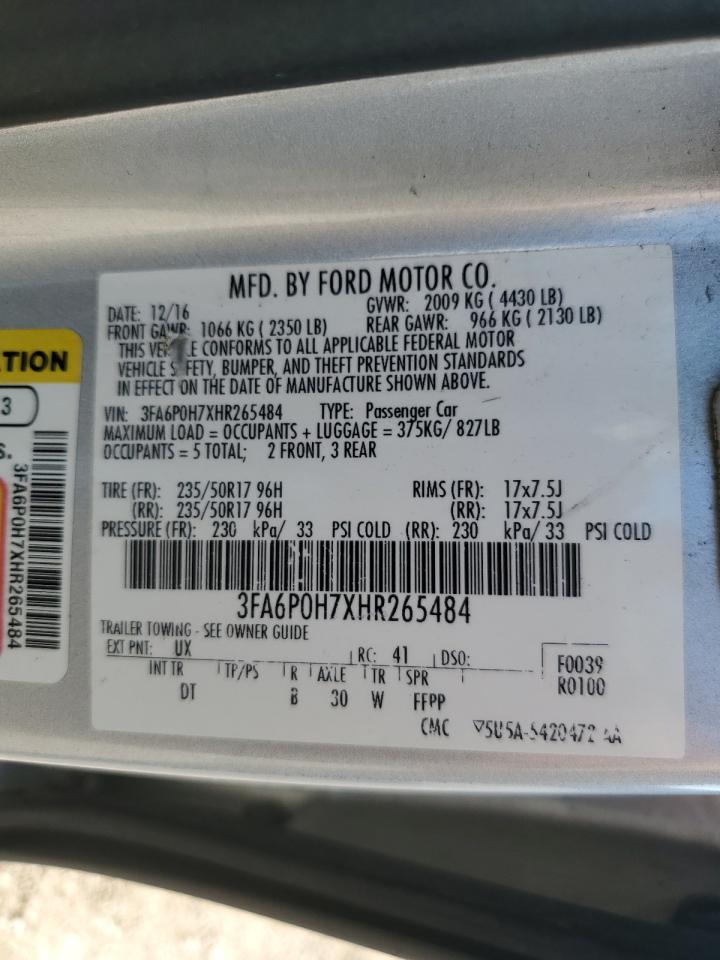 MFD. BY FORD MOTOR CO.
DATE: 12/16 GVWR: 2009 KG ( 4430 LB)
FRONT GAWR: 1066 KG ( 2350 LB) REAR GAWR: 966 KG ( 2130 LB)
THIS CONFORMS TO ALL APPLICABLE FEDERAL MOTOR
VEHICLE BUMPER, AND THEFT PREVENTION STANDARDS
IN EFFECT ON THE DATE OF MANUFACTURE SHOWN ABOVE.
VIN: 3FA6P0H7XHR265484 TYPE: Passenger Car
MAXIMUM LOAD = OCCUPANTS + LUGGAGE = 375KG/ 827LB
OCCUPANTS = 5 TOTAL; 2 FRONT, 3 REAR
TIRE (FR): 235/50R17 96H RIMS (FR): 17x7.5J
(RR): 235/50R17 96H (RR): 17x7.5J
PRESSURE (FR): 230 kPa/ 33 PSI COLD (RR): 230 kPa/ 33 PSI COLD
3FA6P0H7XHR265484
TRAILER TOWING - SEE OWNER GUIDE
EXT PNT: UX RC: 41 DSO:
INT TR TP/PS R AXLE TR SPR
DT B 30 W FFPP
F0039
R0100
CMC
TION
3
S.
3FA6P0H7XHR265484